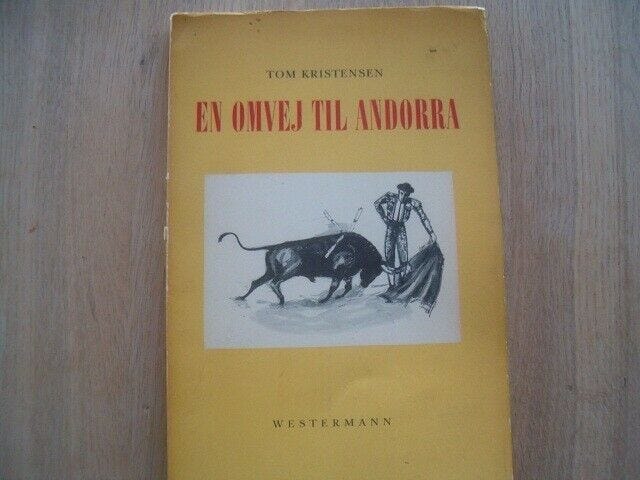 TOM KRISTENSEN
EN OMVEJ TIL ANDORRA
WESTERMANN